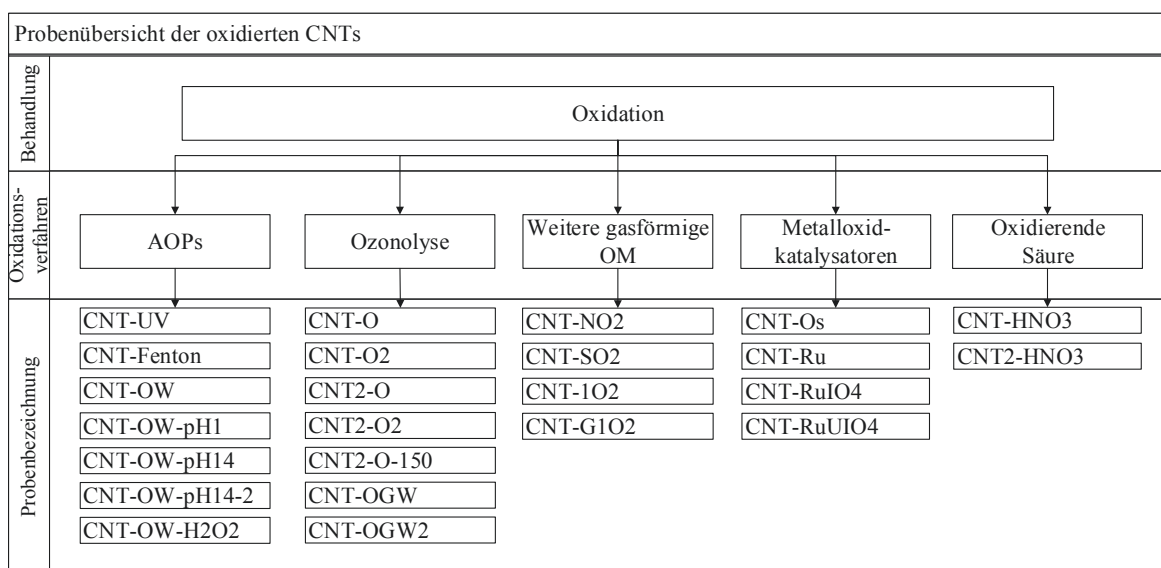 Probenübersicht der oxidierten CNTs
Behandlung
Oxidation
Oxidations-
verfahren
AOPs
Ozonolyse
Weitere gasförmige
OM
Metalloxid-
katalysatoren
Oxidierende
Säure
Probenbezeichnung
CNT-UV
CNT-Fenton
CNT-OW
CNT-OW-pH1
CNT-OW-pH14
CNT-OW-pH14-2
CNT-OW-H2O2
CNT-O
CNT-O2
CNT2-O
CNT2-O2
CNT2-O-150
CNT-OGW
CNT-OGW2
CNT-NO2
CNT-SO2
CNT-1O2
CNT-G1O2
CNT-Os
CNT-Ru
CNT-RuIO4
CNT-RuUIO4
CNT-HNO3
CNT2-HNO3